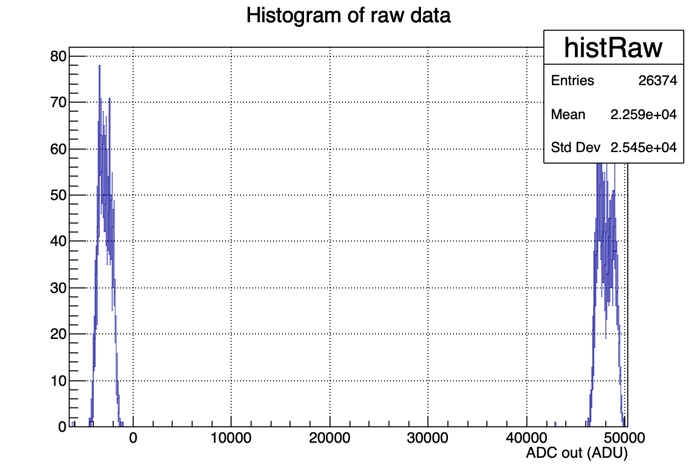 Histogram of raw data
histRaw
Entries 26374
Mean 2.259e+04
Std Dev 2.545e+04
80
70
60
50
40
30
20
10
0
0 10000 20000 30000 40000 50000
ADC out (ADU)